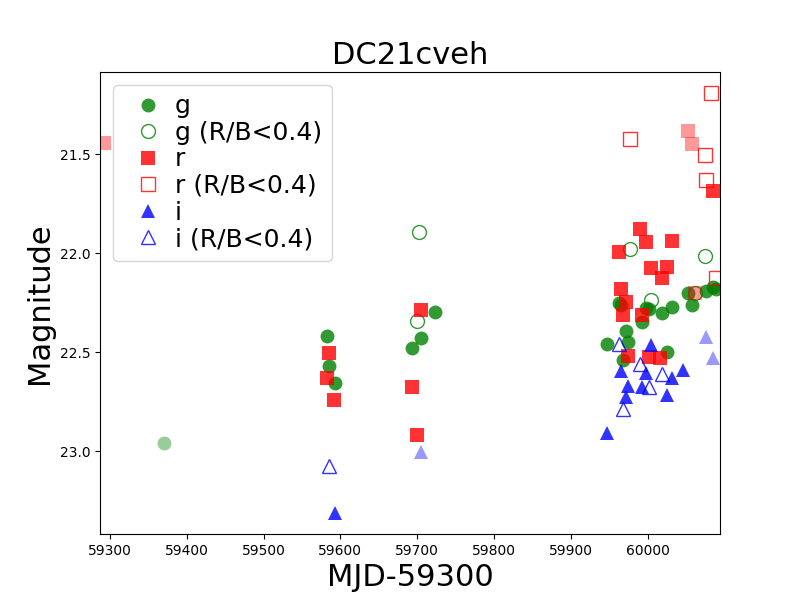 DC21cveh
g
g (R/B<0.4)
r
r (R/B<0.4)
i
i (R/B<0.4)
Magnitude
21.5
22.0
22.5
23.0
59300 59400 59500 59600 59700 59800 59900 60000
MJD-59300